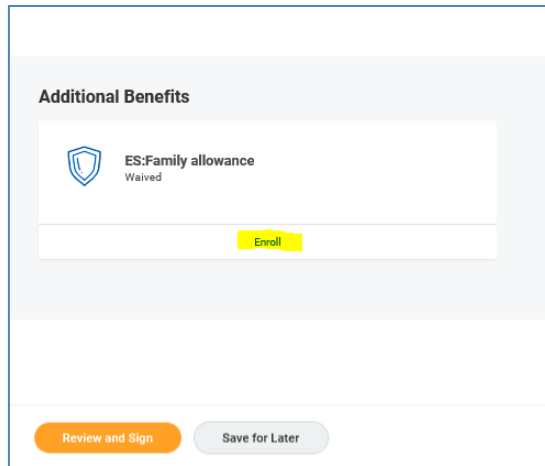 Additional Benefits
ES:Family allowance
Waived
Enroll
Review and Sign
Save for Later